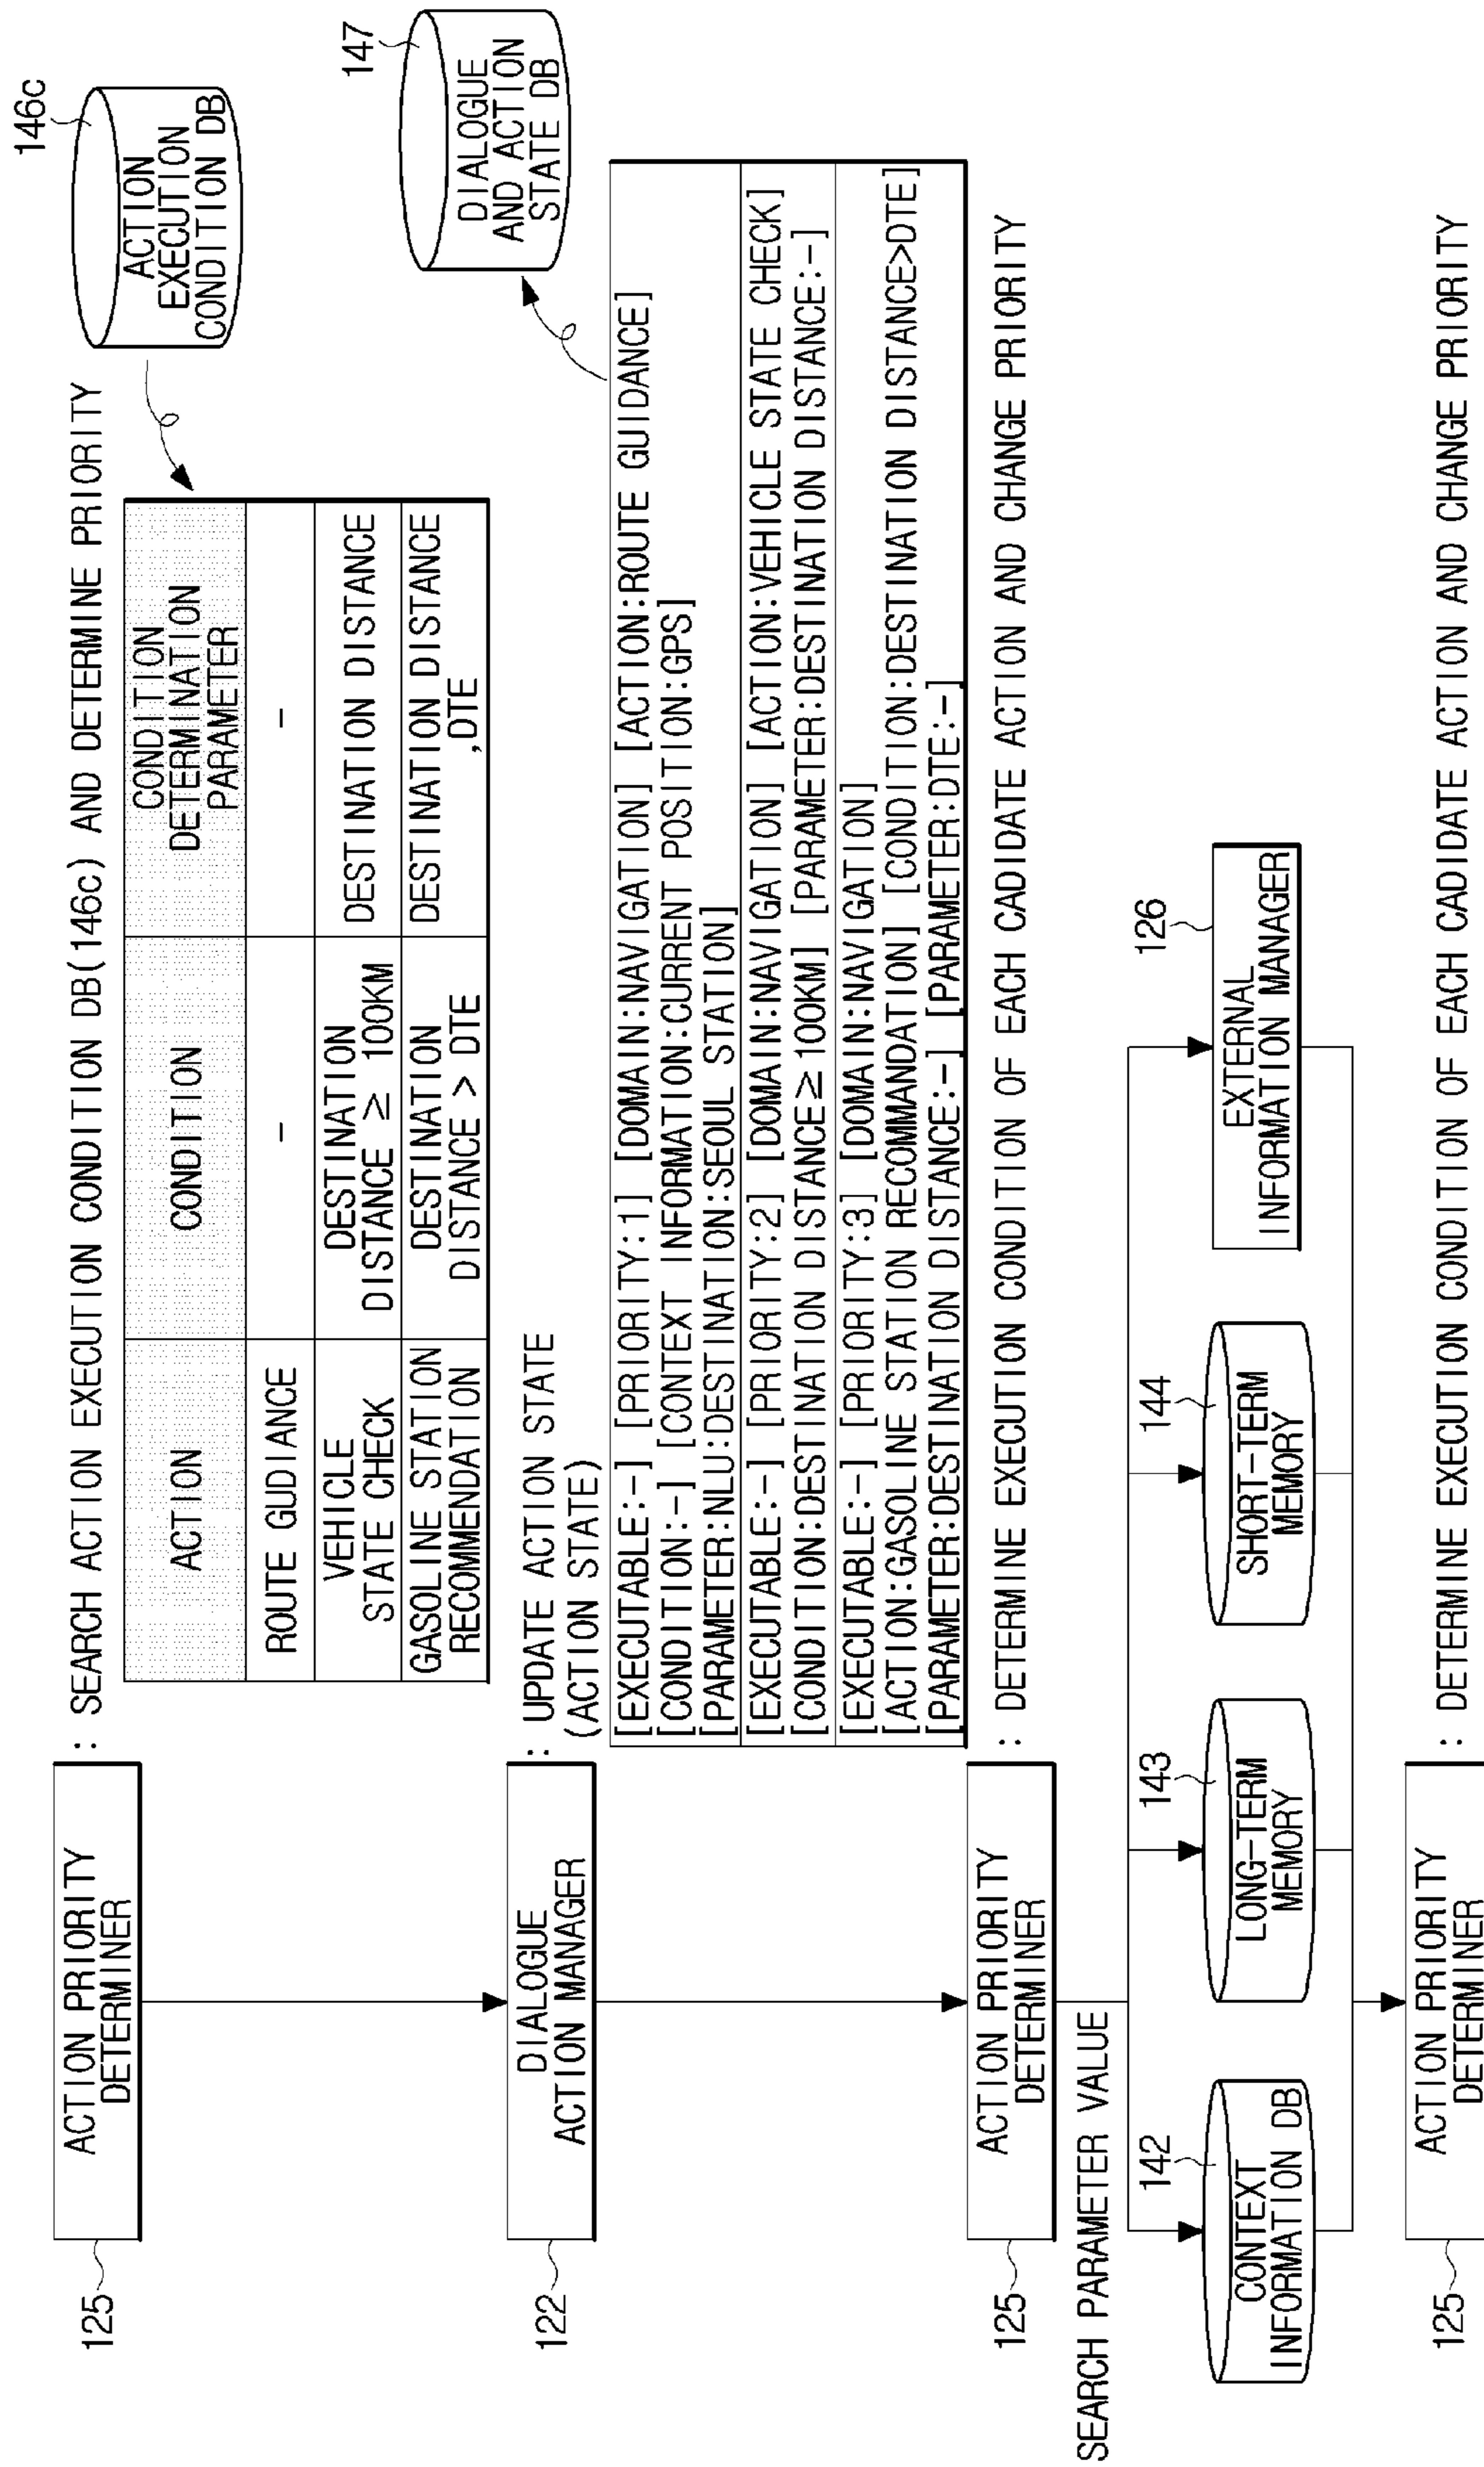 146c
ACTION
EXECUTION
CONDITION DB
125
ACTION PRIORITY
DETERMINER
: SEARCH ACTION EXECUTION CONDITION DB(146c) AND DETERMINE PRIORITY
ACTION
CONDITION
CONDITION
DETERMINATION
PARAMETER
ROUTE GUDIANCE
-
-
VEHICLE
STATE CHECK
DESTINATION
DISTANCE ≥ 100KM
DESTINATION DISTANCE
GASOLINE STATION
RECOMMENDATION
DESTINATION
DISTANCE > DTE
DESTINATION DISTANCE
,DTE
147
DIALOGUE
AND ACTION
STATE DB
122
DIALOGUE
ACTION MANAGER
: UPDATE ACTION STATE
(ACTION STATE)
[EXECUTABLE:-] [PRIORITY:1] [DOMAIN:NAVIGATION] [ACTION:ROUTE GUIDANCE]
[CONDITION:-] [CONTEXT INFORMATION:CURRENT POSITION:GPS]
[PARAMETER:NLU:DESTINATION:SEOUL STATION]
[EXECUTABLE:-] [PRIORITY:2] [DOMAIN:NAVIGATION] [ACTION:VEHICLE STATE CHECK]
[CONDITION:DESTINATION DISTANCE≥100KM] [PARAMETER:DESTINATION DISTANCE:-]
[EXECUTABLE:-] [PRIORITY:3] [DOMAIN:NAVIGATION]
[ACTION:GASOLINE STATION RECOMMANDATION] [CONDITION:DESTINATION DISTANCE>DTE]
[PARAMETER:DESTINATION DISTANCE:-] [PARAMETER:DTE:-]
125
ACTION PRIORITY
DETERMINER
: DETERMINE EXECUTION CONDITION OF EACH CADIDATE ACTION AND CHANGE PRIORITY
SEARCH PARAMETER VALUE
142
CONTEXT
INFORMATION DB
143
LONG-TERM
MEMORY
144
SHORT-TERM
MEMORY
126
EXTERNAL
INFORMATION MANAGER
125
ACTION PRIORITY
DETERMINER
: DETERMINE EXECUTION CONDITION OF EACH CADIDATE ACTION AND CHANGE PRIORITY